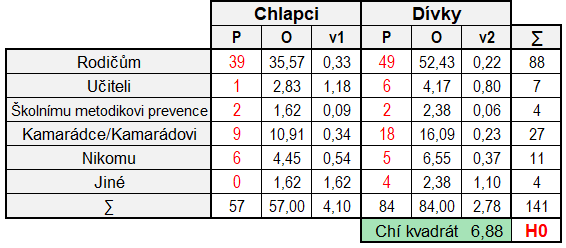 Chlapci Dívky
P O v1 P O v2 ∑
Rodičům 39 35,57 0,33 49 52,43 0,22 88
Učiteli 1 2,83 1,18 6 4,17 0,80 7
Školnímu metodikovi prevence 2 1,62 0,09 2 2,38 0,06 4
Kamarádce/Kamarádovi 9 10,91 0,34 18 16,09 0,23 27
Nikomu 6 4,45 0,54 5 6,55 0,37 11
Jiné 0 1,62 1,62 4 2,38 1,10 4
∑ 57 57,00 4,10 84 84,00 2,78 141
Chí kvadrát 6,88 H0